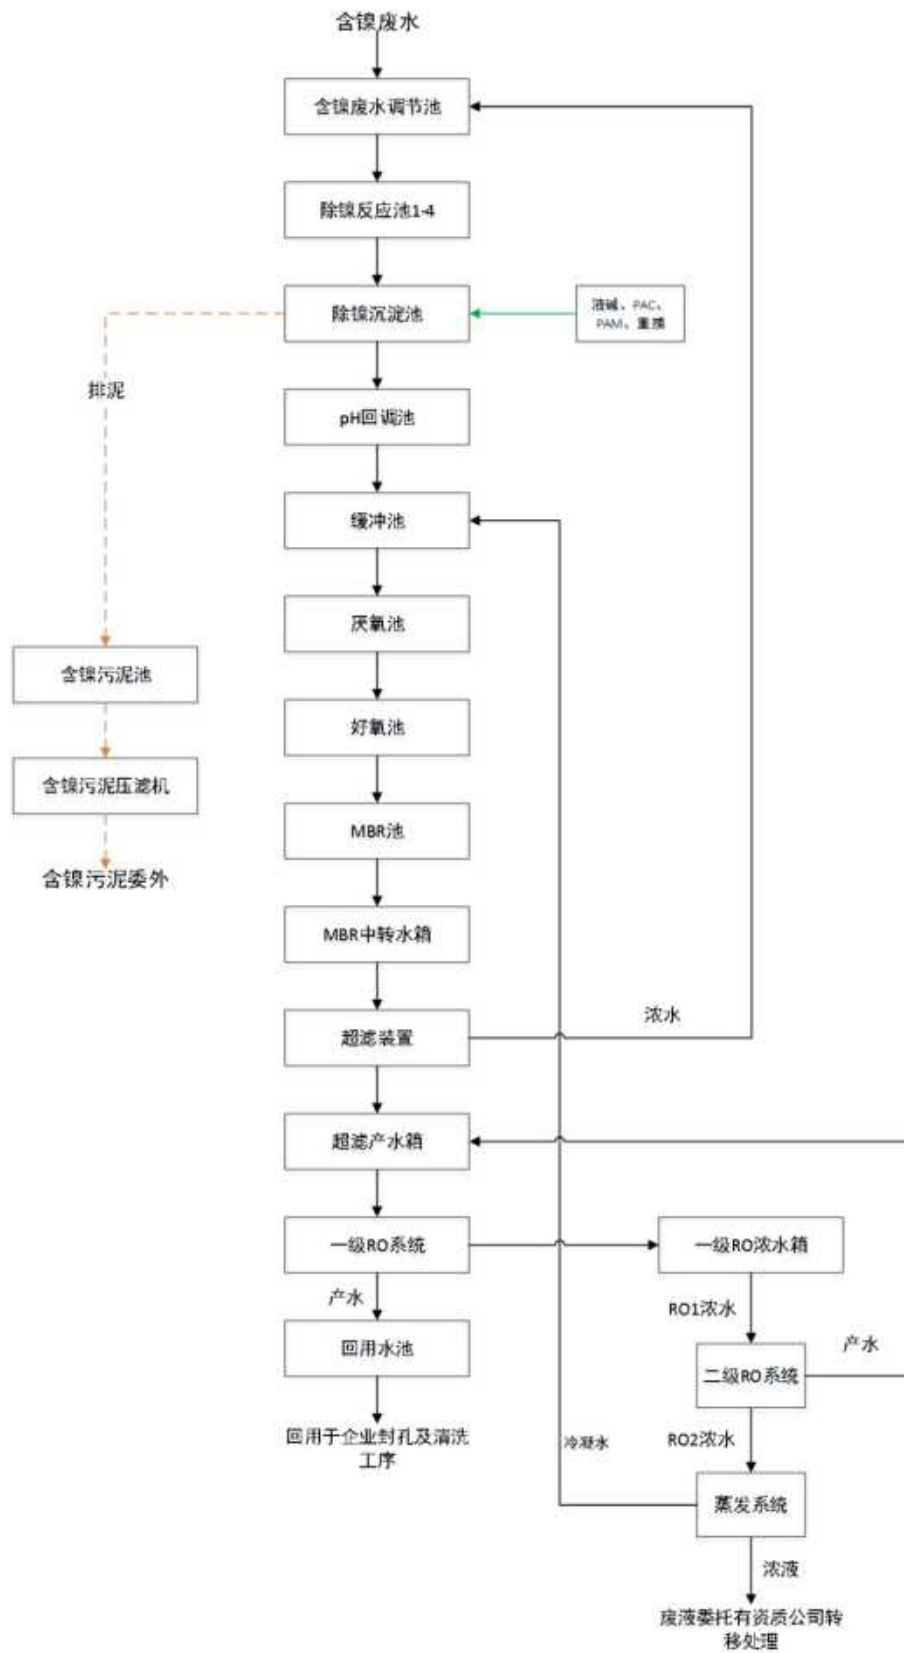 含镍废水
含镍废水调节池
除镍反应池1-4
除镍沉淀池
液碱、PAC、
PAM、重捕
排泥
pH回调池
缓冲池
厌氧池
含镍污泥池
好氧池
含镍污泥压滤机
MBR池
含镍污泥委外
MBR中转水箱
浓水
超滤装置
超滤产水箱
一级RO系统
一级RO浓水箱
产水
RO1浓水
回用水池
产水
二级RO系统
回用于企业封孔及清洗
工序
冷凝水
RO2浓水
蒸发系统
浓液
废液委托有资质公司转
移处理